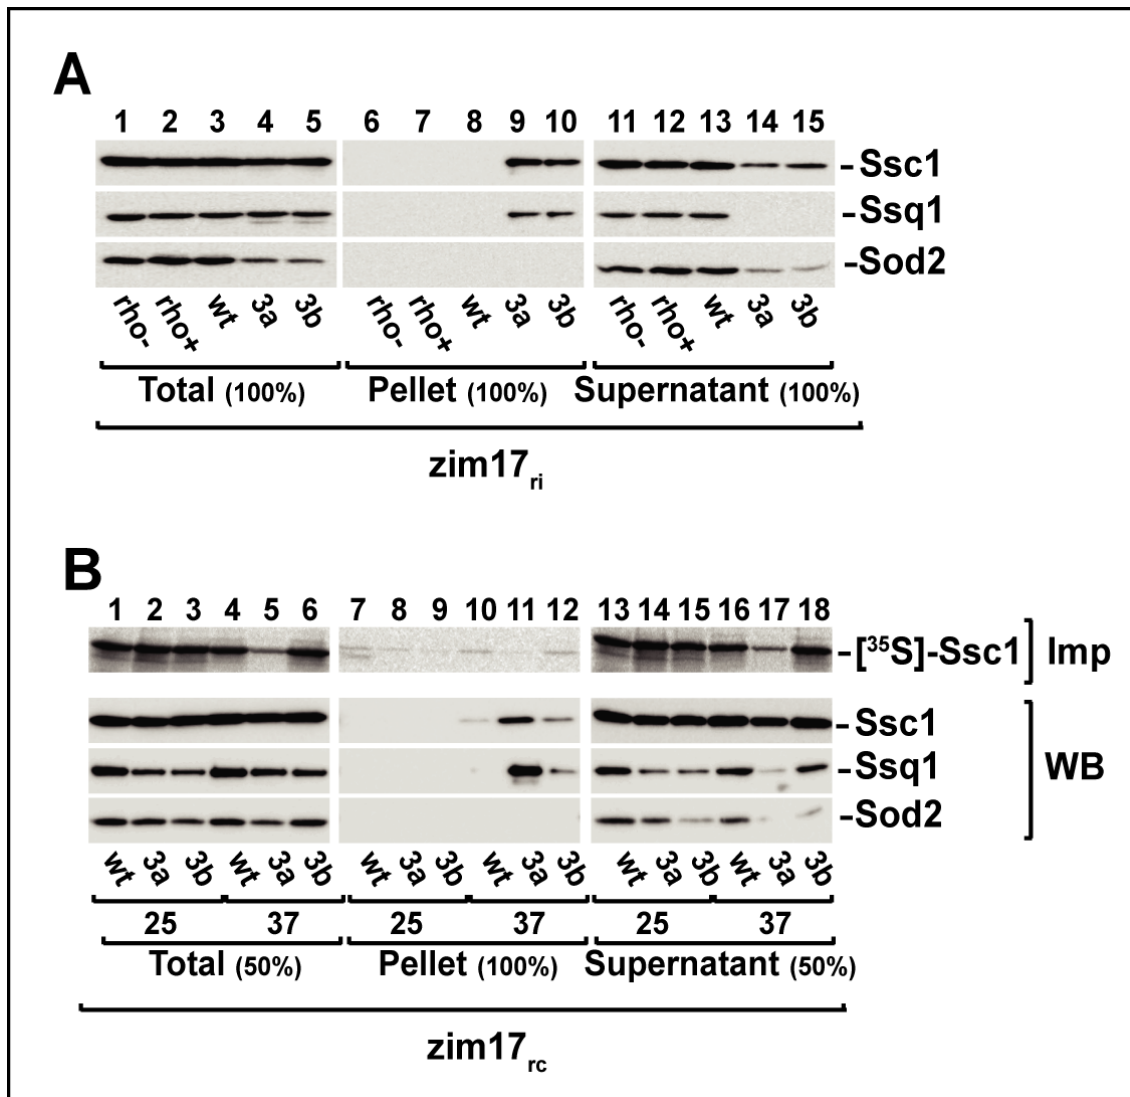 A
1 2 3 4 5 6 7 8 9 10 11 12 13 14 15
-Ssc1
-Ssq1
-Sod2
rho- rho+ wt 3a 3b rho- rho+ wt 3a 3b rho- rho+ wt 3a 3b
Total (100%) Pellet (100%) Supernatant (100%)
zim17ri
B
1 2 3 4 5 6 7 8 9 10 11 12 13 14 15 16 17 18
-[35S]-Ssc1 Imp
-Ssc1
-Ssq1 WB
-Sod2
wt 3a 3b wt 3a 3b wt 3a 3b wt 3a 3b wt 3a 3b wt 3a 3b
25 37 25 37 25 37
Total (50%) Pellet (100%) Supernatant (50%)
zim17rc